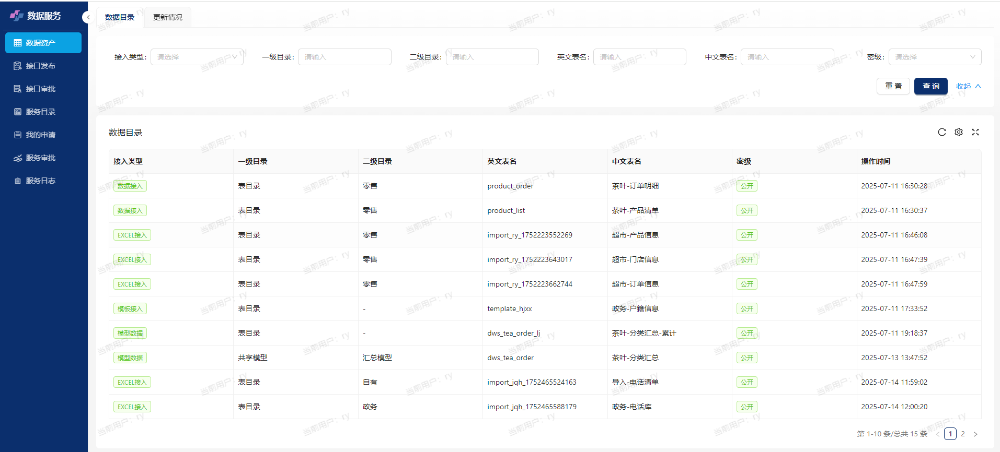 数据服务
数据资产
接口发布
接口审批
服务目录
我的申请
服务审批
服务日志
数据目录 更新情况
接入类型: 请选择 一级目录: 请输入 二级目录: 请输入 英文表名: 请输入 中文表名: 请输入 密级: 请选择
重 置 查 询 收起
数据目录
接入类型 一级目录 二级目录 英文表名 中文表名 密级 操作时间
数据接入 表目录 零售 product_order 茶叶-订单明细 公开 2025-07-11 16:30:28
数据接入 表目录 零售 product_list 茶叶-产品清单 公开 2025-07-11 16:30:37
EXCEL接入 表目录 零售 import_ry_1752223552269 超市-产品信息 公开 2025-07-11 16:46:08
EXCEL接入 表目录 零售 import_ry_1752223643017 超市-门店信息 公开 2025-07-11 16:47:39
EXCEL接入 表目录 零售 import_ry_1752223662744 超市-订单信息 公开 2025-07-11 16:47:59
模板接入 表目录 - template_hjxx 政务-户籍信息 公开 2025-07-11 17:33:52
模型数据 表目录 - dws_tea_order_lj 茶叶-分类汇总-累计 公开 2025-07-11 19:18:37
模型数据 共享模型 汇总模型 dws_tea_order 茶叶-分类汇总 公开 2025-07-13 13:47:52
EXCEL接入 表目录 自有 import_jqh_1752465524163 导入-电话清单 公开 2025-07-14 11:59:02
EXCEL接入 表目录 政务 import_jqh_1752465588179 政务-电话库 公开 2025-07-14 12:00:20
第 1-10 条/总共 15 条 < 1 2 >
当前用户: ry